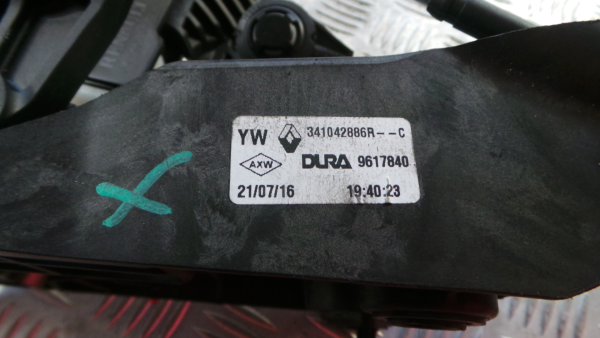 YW 341042886R--C
AXW DURA 9617840
21/07/16 19:40:23